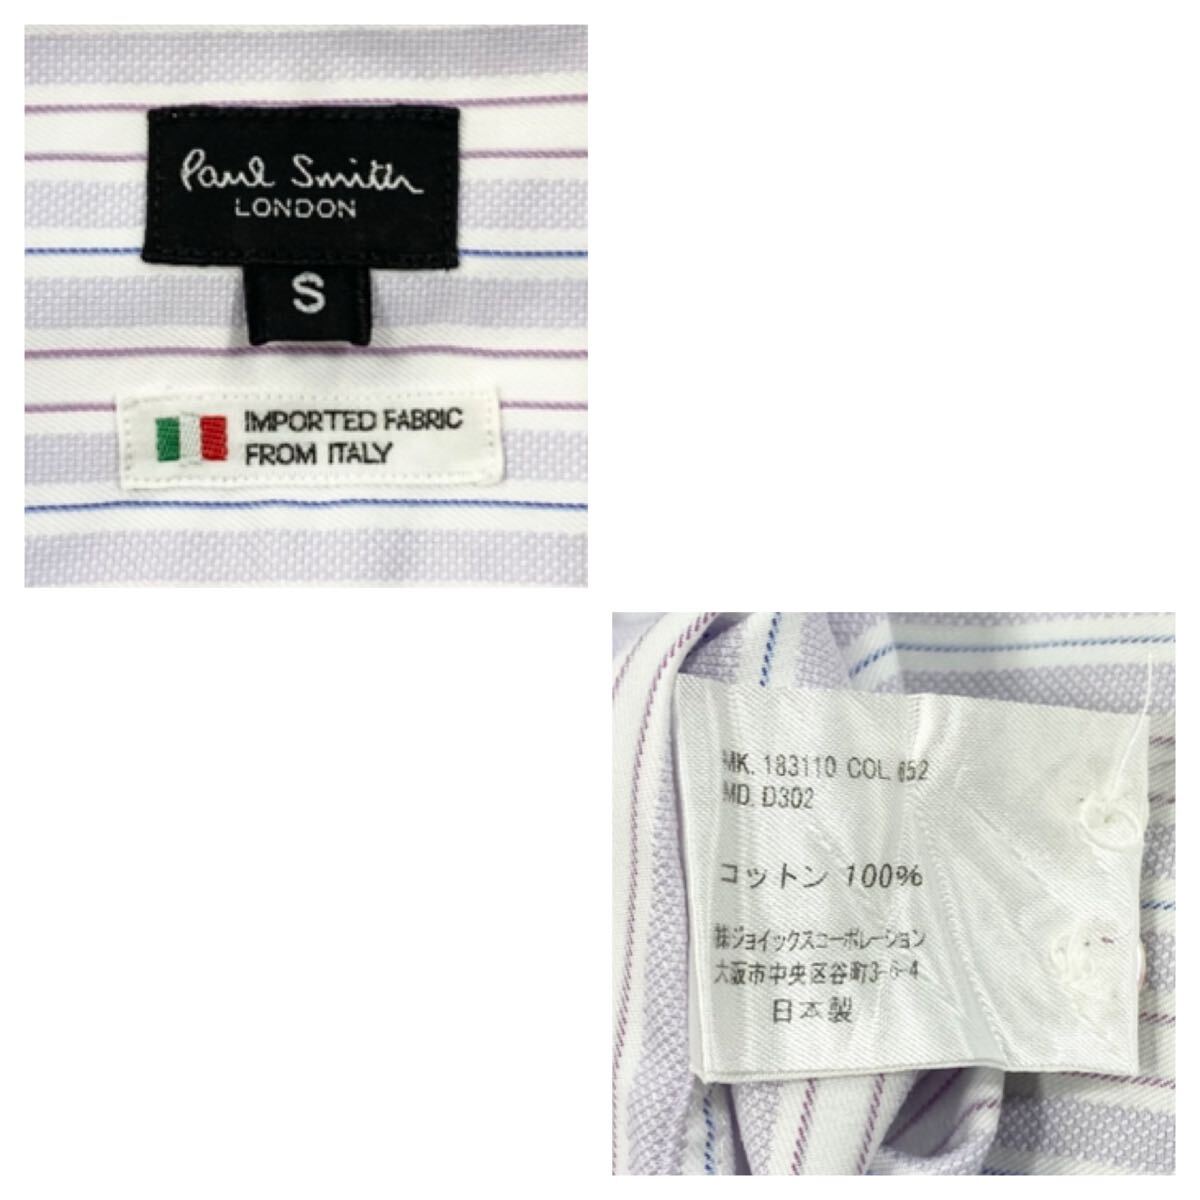 Paul Smith
LONDON
S
IMPORTED FABRIC
FROM ITALY
MK. 183110 COL. 652
MD. D302
コットン 100%
㈱ジョイックスコーポレーション
大阪市中央区谷町3-6-4
日本製